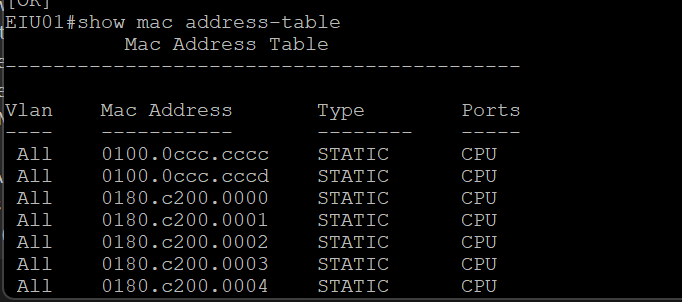 [OK]
EIU01#show mac address-table
Mac Address Table
-------------------------------------------
Vlan    Mac Address       Type        Ports
----    -----------       --------    -----
All    0100.0ccc.cccc    STATIC      CPU
All    0100.0ccc.cccd    STATIC      CPU
All    0180.c200.0000    STATIC      CPU
All    0180.c200.0001    STATIC      CPU
All    0180.c200.0002    STATIC      CPU
All    0180.c200.0003    STATIC      CPU
All    0180.c200.0004    STATIC      CPU